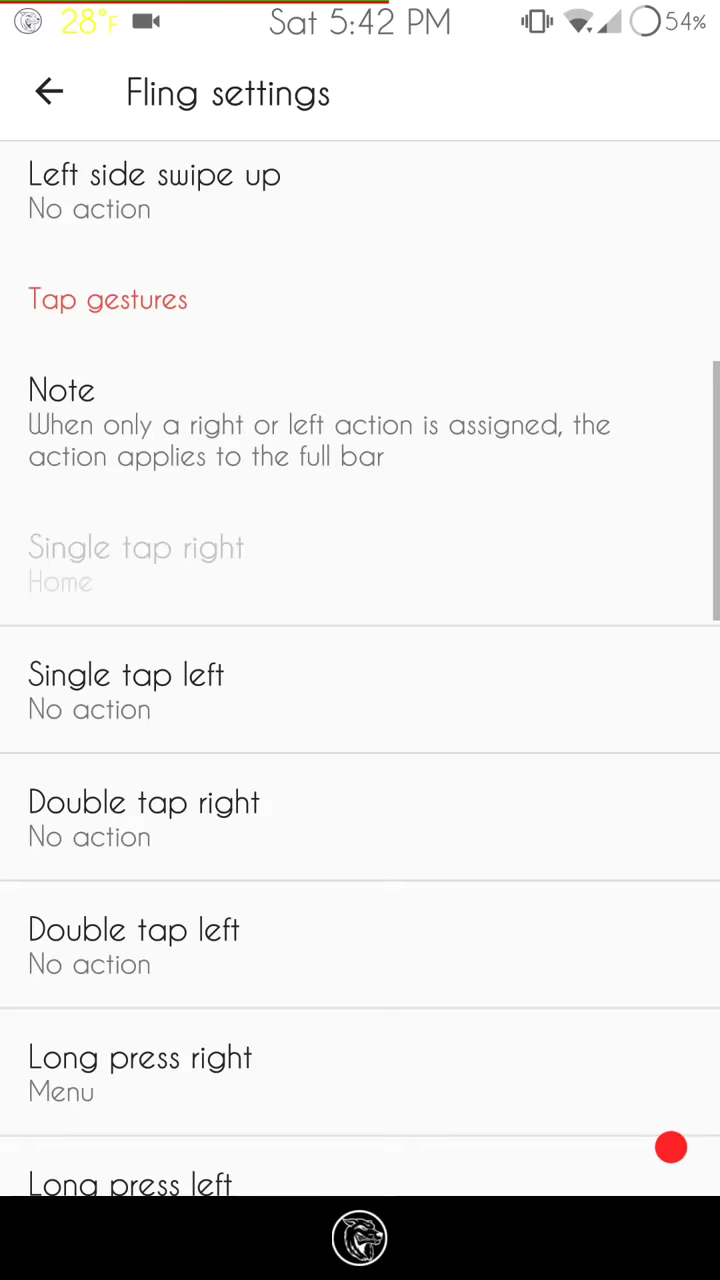 28°F
Sat 5:42 PM
54%
Fling settings
Left side swipe up
No action
Tap gestures
Note
When only a right or left action is assigned, the
action applies to the full bar
Single tap right
Home
Single tap left
No action
Double tap right
No action
Double tap left
No action
Long press right
Menu
Long press left